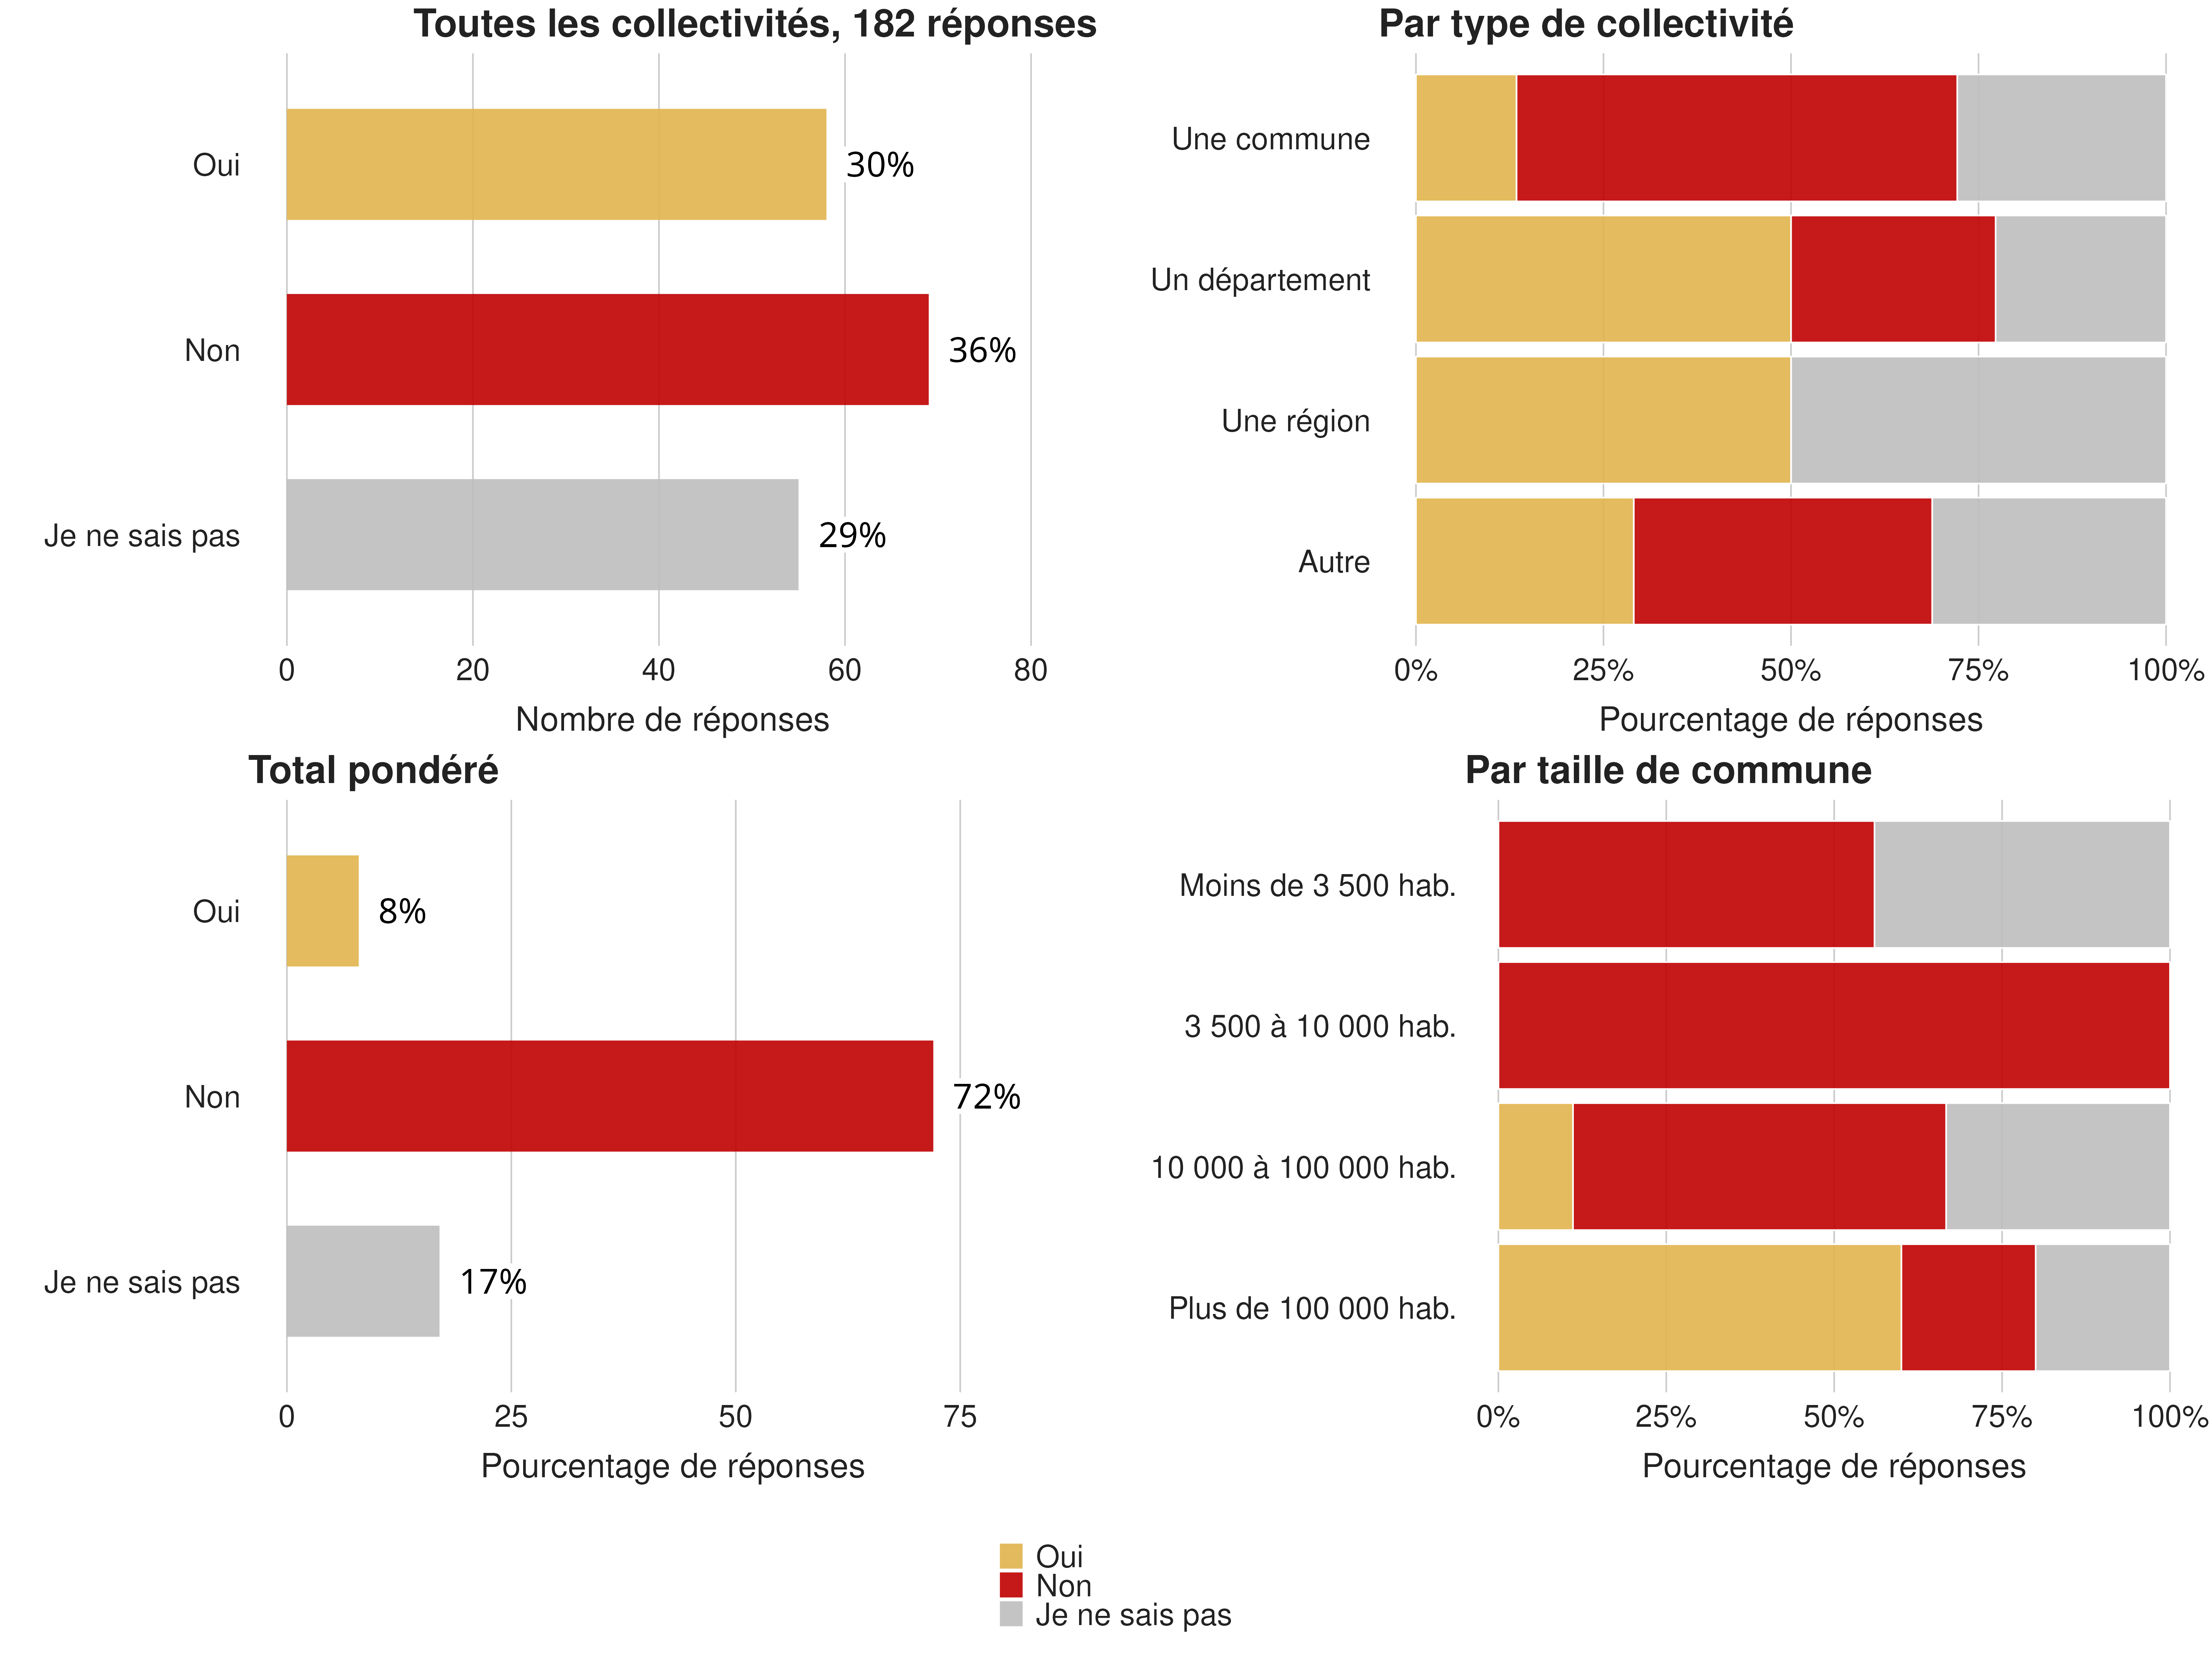 Toutes les collectivités, 182 réponses
Oui
30%
Non
36%
Je ne sais pas
29%
0 20 40 60 80
Nombre de réponses
Par type de collectivité
Une commune
Un département
Une région
Autre
0% 25% 50% 75% 100%
Pourcentage de réponses
Total pondéré
Oui
8%
Non
72%
Je ne sais pas
17%
0 25 50 75
Pourcentage de réponses
Par taille de commune
Moins de 3 500 hab.
3 500 à 10 000 hab.
10 000 à 100 000 hab.
Plus de 100 000 hab.
0% 25% 50% 75% 100%
Pourcentage de réponses
Oui
Non
Je ne sais pas